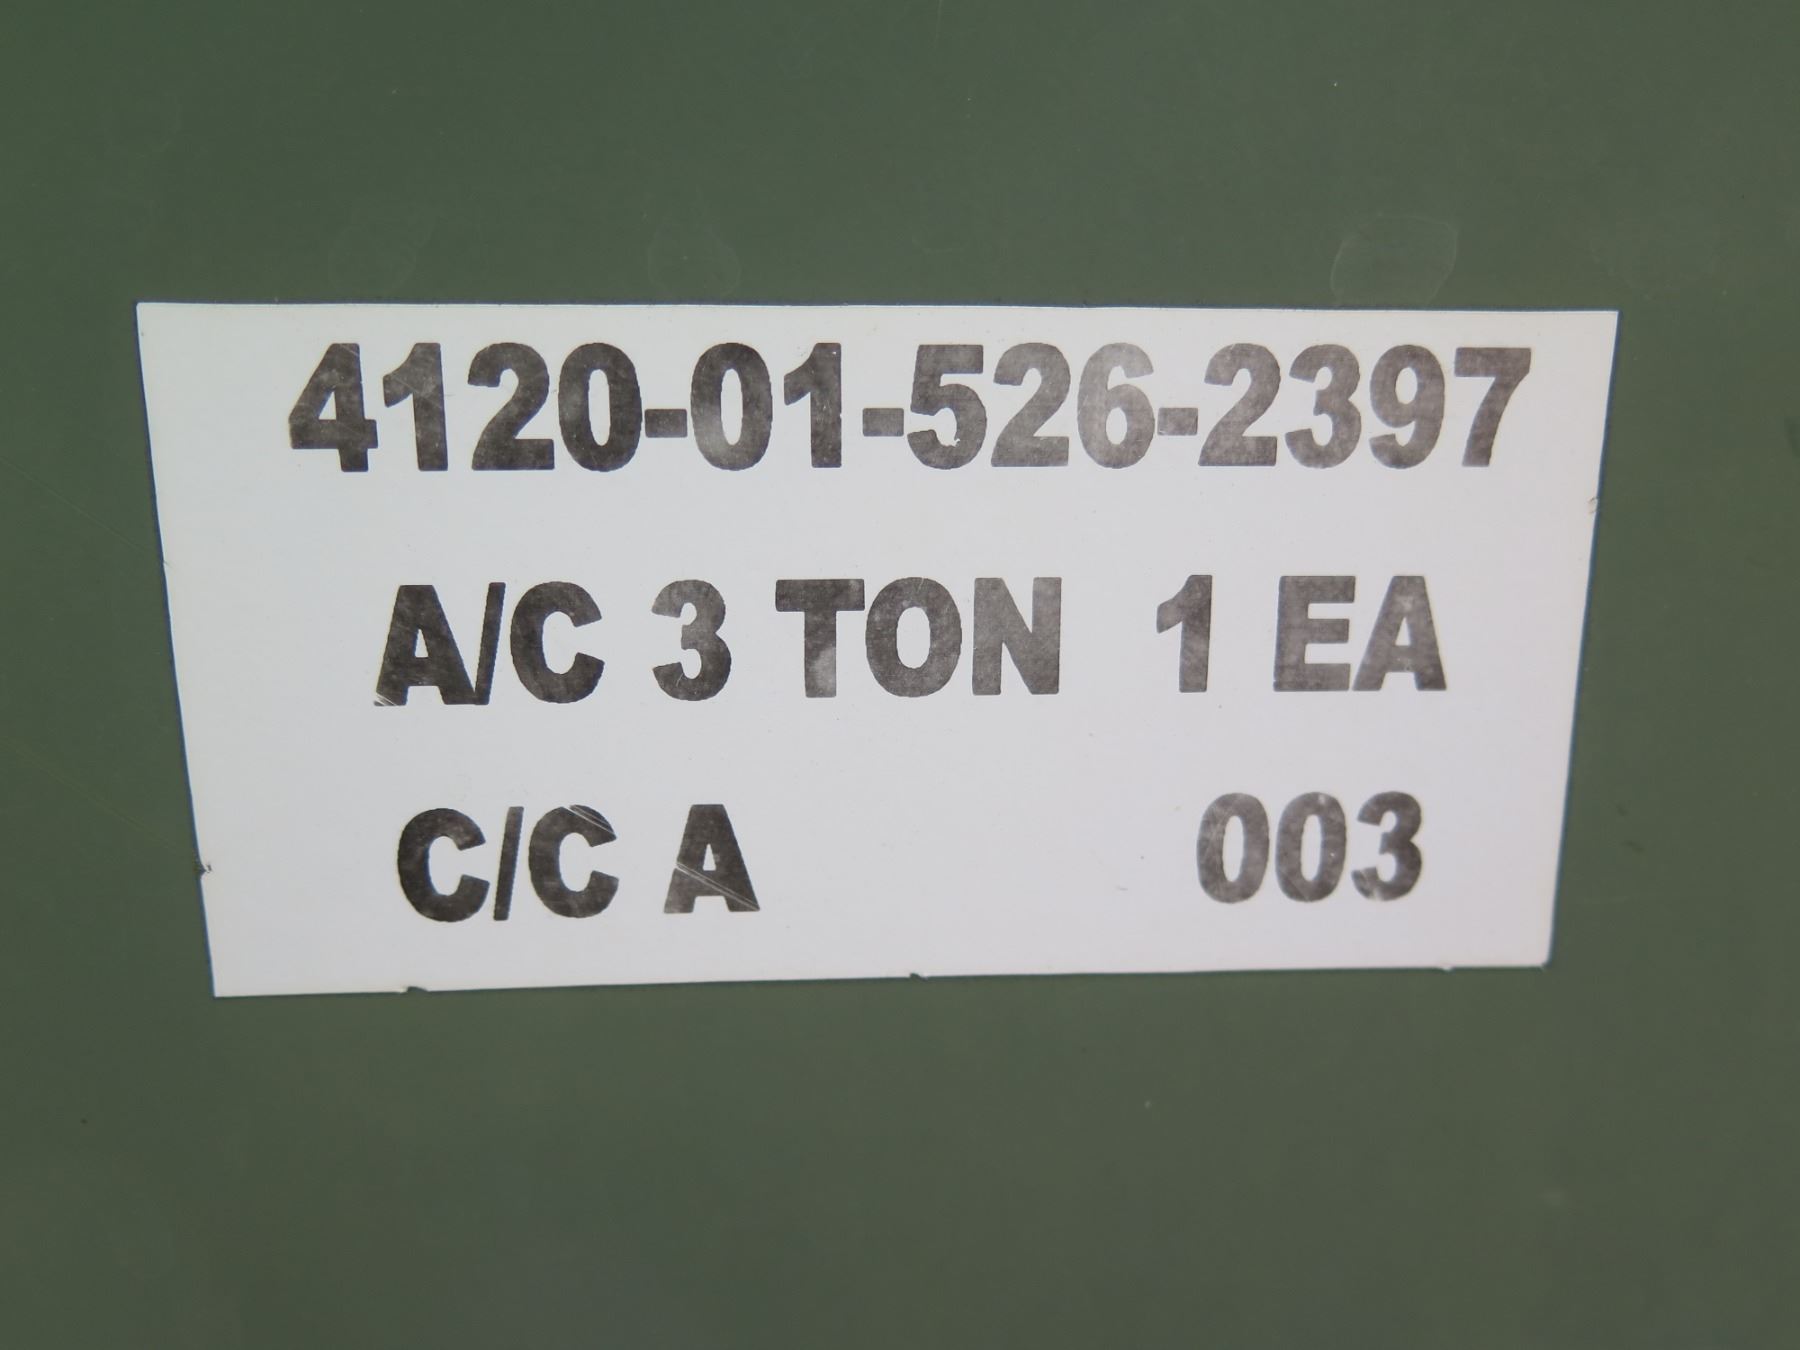 4120-01-526-2397
A/C 3 TON 1 EA
C/C A 003